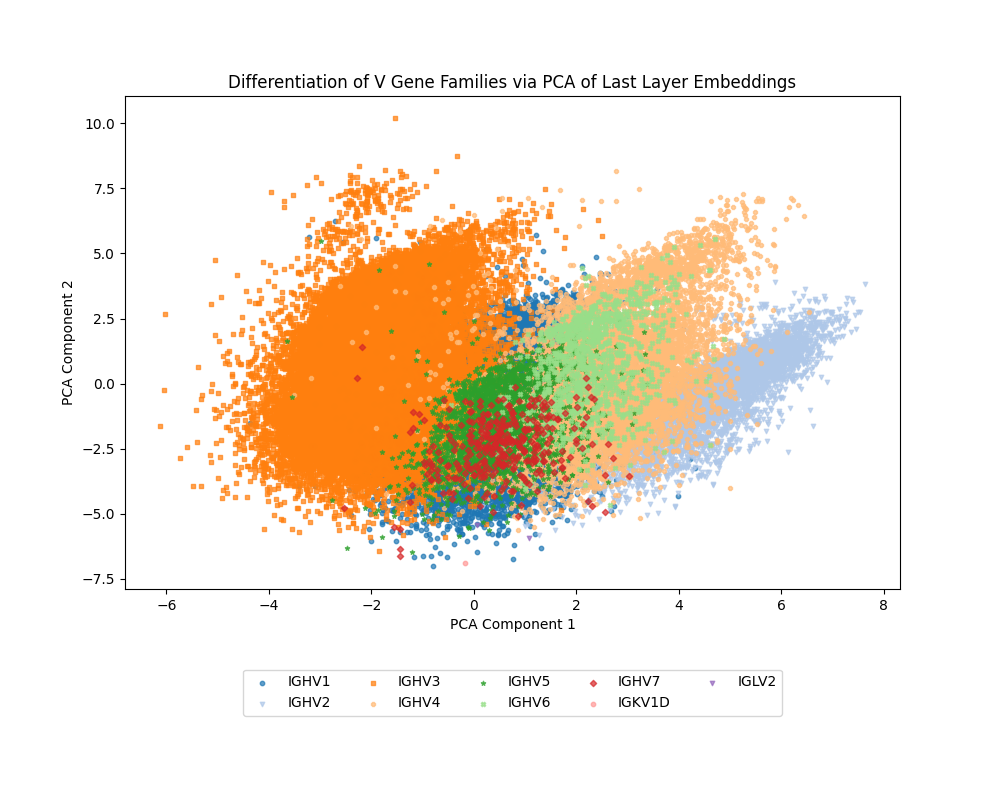 Differentiation of V Gene Families via PCA of Last Layer Embeddings
10.0
7.5
5.0
2.5
0.0
−2.5
−5.0
−7.5
PCA Component 2
−6 −4 −2 0 2 4 6 8
PCA Component 1
IGHV1 IGHV3 IGHV5 IGHV7 IGLV2
IGHV2 IGHV4 IGHV6 IGKV1D